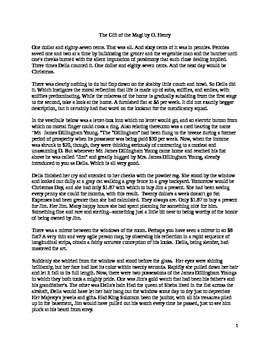 The Gift of the Magi by O. Henry
One dollar and eighty-seven cents. That was all. And sixty cents of it was in pennies. Pennies
saved one and two at a time by bulldozing the grocer and the vegetable man and the butcher until
one's cheeks burned with the silent imputation of parsimony that such close dealing implied.
Three times Della counted it. One dollar and eighty-seven cents. And the next day would be
Christmas.
There was clearly nothing to do but flop down on the shabby little couch and howl. So Della did
it. Which instigates the moral reflection that life is made up of sobs, sniffles, and smiles, with
sniffles predominating. While the mistress of the home is gradually subsiding from the first stage
to the second, take a look at the home. A furnished flat at $8 per week. It did not exactly beggar
description, but it certainly had that word on the lookout for the mendicancy squad.
In the vestibule below was a letter-box into which no letter would go, and an electric button from
which no mortal finger could coax a ring. Also relating thereunto was a card bearing the name
"Mr. James Dillingham Young." The "Dillingham" had been flung to the breeze during a former
period of prosperity when its possessor was being paid $30 per week. Now, when the income
was shrunk to $20, though, they were thinking seriously of contracting to a modest and
unassuming D. But whenever Mr. James Dillingham Young came home and reached his flat
above he was called "Jim" and greatly hugged by Mrs. James Dillingham Young, already
introduced to you as Della. Which is all very good.
Della finished her cry and attended to her cheeks with the powder rag. She stood by the window
and looked out dully at a gray cat walking a gray fence in a gray backyard. Tomorrow would be
Christmas Day, and she had only $1.87 with which to buy Jim a present. She had been saving
every penny she could for months, with this result. Twenty dollars a week doesn't go far.
Expenses had been greater than she had calculated. They always are. Only $1.87 to buy a present
for Jim. Her Jim. Many a happy hour she had spent planning for something nice for him.
Something fine and rare and sterling--something just a little bit near to being worthy of the honor
of being owned by Jim.
There was a mirror between the windows of the room. Perhaps you have seen a mirror in an $8
flat? A very thin and very agile person may, by observing his reflection in a rapid sequence of
longitudinal strips, obtain a fairly accurate conception of his looks. Della, being slender, had
mastered the art.
Suddenly she whirled from the window and stood before the glass. Her eyes were shining
brilliantly, but her face had lost its color within twenty seconds. Rapidly she pulled down her hair
and let it fall to its full length. Now, there were two possessions of the James Dillingham Youngs
in which they both took a mighty pride. One was Jim's gold watch that had been his father's and
his grandfather's. The other was Della's hair. Had the queen of Sheba lived in the flat across the
airshaft, Della would have let her hair hang out the window some day to dry just to depreciate
Her Majesty's jewels and gifts. Had King Solomon been the janitor, with all his treasures piled
up in the basement, Jim would have pulled out his watch every time he passed, just to see him
pluck at his beard from envy.
1